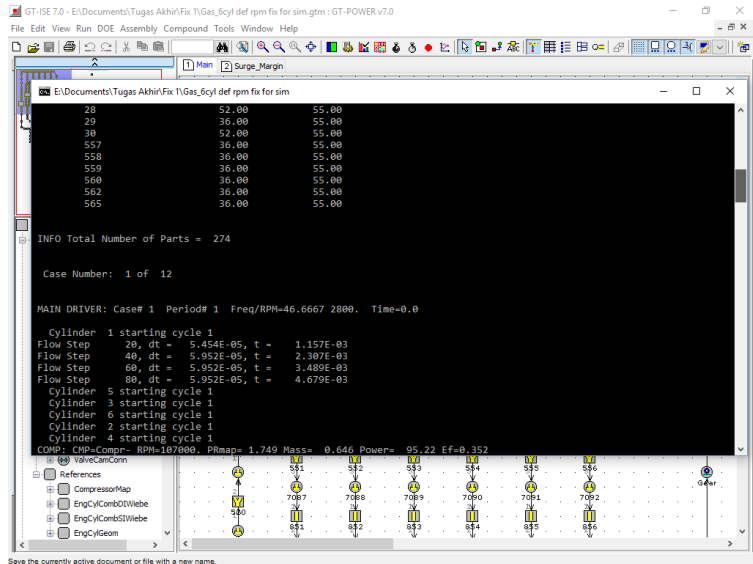 GT-ISE 7.0 - E:\Documents\Tugas Akhir\Fix 1\Gas_6cyl def rpm fix for sim.gtm : GT-POWER v7.0
File Edit View Run DOE Assembly Compound Tools Window Help
1 Main 2 Surge_Margin
E:\Documents\Tugas Akhir\Fix 1\Gas_6cyl def rpm fix for sim
28 52.00 55.00
29 36.00 55.00
30 52.00 55.00
557 36.00 55.00
558 36.00 55.00
559 36.00 55.00
560 36.00 55.00
562 36.00 55.00
565 36.00 55.00
INFO Total Number of Parts = 274
Case Number: 1 of 12
MAIN DRIVER: Case# 1 Period# 1 Freq/RPM=46.6667 2800. Time=0.0
Cylinder 1 starting cycle 1
Flow Step 20, dt = 5.454E-05, t = 1.157E-03
Flow Step 40, dt = 5.952E-05, t = 2.307E-03
Flow Step 60, dt = 5.952E-05, t = 3.489E-03
Flow Step 80, dt = 5.952E-05, t = 4.679E-03
Cylinder 5 starting cycle 1
Cylinder 3 starting cycle 1
Cylinder 6 starting cycle 1
Cylinder 2 starting cycle 1
Cylinder 4 starting cycle 1
COMP: CMP=Compr- RPM=107000. PRmap= 1.749 Mass= 0.646 Power= 95.22 Ef=0.352
ValveCamConn
References
CompressorMap
EngCylCombDIWiebe
EngCylCombSIWiebe
EngCylGeom
551 552 553 554 555 556
7087 7088 7089 7090 7091 7092
580
851 852 853 854 855 856
Save the currently active document or file with a new name.